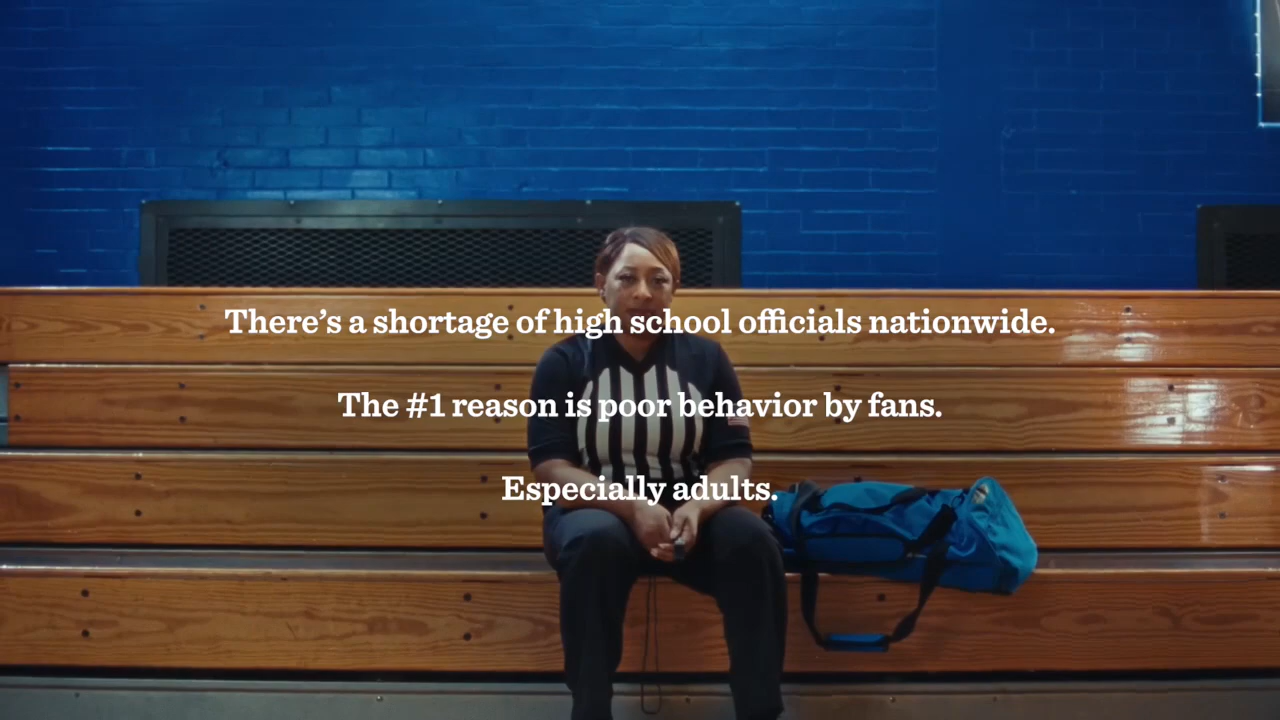 There’s a shortage of high school officials nationwide.
The #1 reason is poor behavior by fans.
Especially adults.